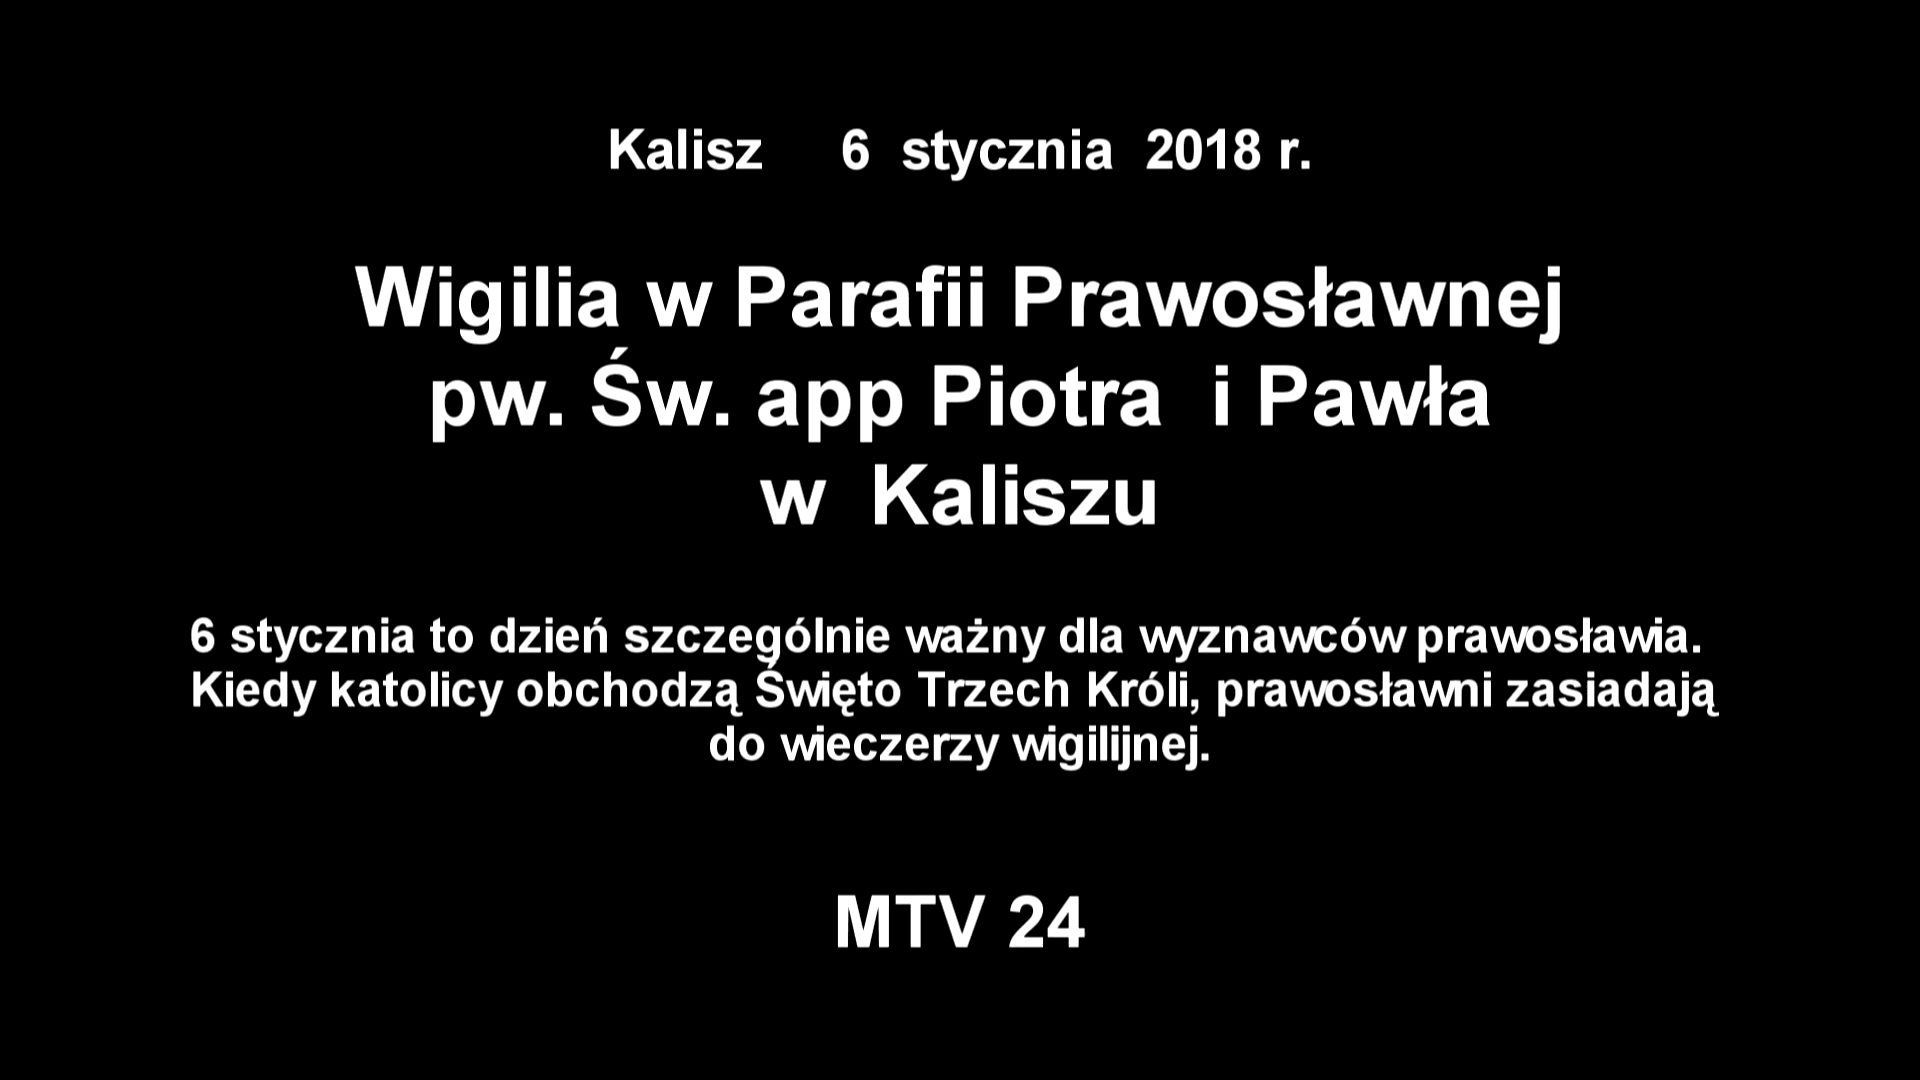 Kalisz 6 stycznia 2018 r.
Wigilia w Parafii Prawosławnej
pw. Św. app Piotra i Pawła
w Kaliszu
6 stycznia to dzień szczególnie ważny dla wyznawców prawosławia.
Kiedy katolicy obchodzą Święto Trzech Króli, prawosławni zasiadają
do wieczerzy wigilijnej.
MTV 24